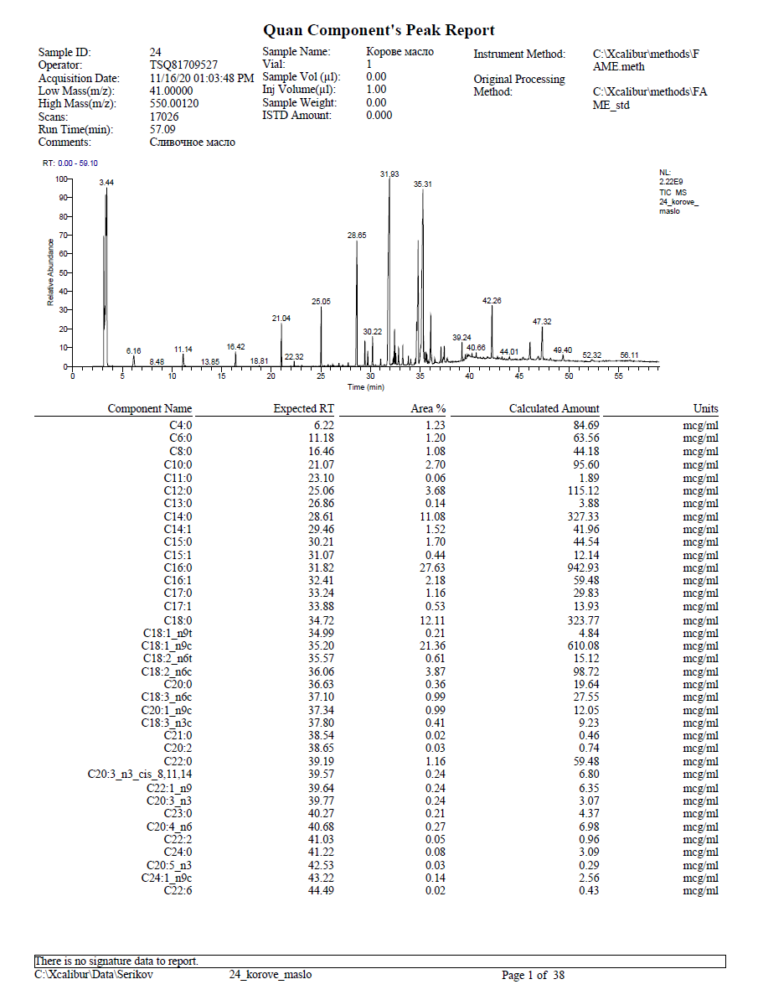 Quan Component's Peak Report
Sample ID: 24
Operator: TSQ81709527
Acquisition Date: 11/16/20 01:03:48 PM
Low Mass(m/z): 41.00000
High Mass(m/z): 550.00120
Scans: 17026
Run Time(min): 57.09
Comments: Сливочное масло
Sample Name: Корове масло
Vial: 1
Sample Vol (µl): 0.00
Inj Volume(µl): 1.00
Sample Weight: 0.00
ISTD Amount: 0.000
Instrument Method: C:\Xcalibur\methods\F
AME.meth
Original Processing
Method: C:\Xcalibur\methods\FA
ME_std
RT: 0.00 - 59.10
NL:
2.22E9
TIC MS
24_korove_
maslo
Relative Abundance
100
90
80
70
60
50
40
30
20
10
0
3.44
6.16
8.48
11.14
13.85
16.42
18.81
21.04
22.32
25.05
28.65
30.22
31.93
35.31
39.24
40.66
42.26
44.01
47.32
49.40
52.32
56.11
0 5 10 15 20 25 30 35 40 45 50 55
Time (min)
Component Name Expected RT Area % Calculated Amount Units
C4:0 6.22 1.23 84.69 mcg/ml
C6:0 11.18 1.20 63.56 mcg/ml
C8:0 16.46 1.08 44.18 mcg/ml
C10:0 21.07 2.70 95.60 mcg/ml
C11:0 23.10 0.06 1.89 mcg/ml
C12:0 25.06 3.68 115.12 mcg/ml
C13:0 26.86 0.14 3.88 mcg/ml
C14:0 28.61 11.08 327.33 mcg/ml
C14:1 29.46 1.52 41.96 mcg/ml
C15:0 30.21 1.70 44.54 mcg/ml
C15:1 31.07 0.44 12.14 mcg/ml
C16:0 31.82 27.63 942.93 mcg/ml
C16:1 32.41 2.18 59.48 mcg/ml
C17:0 33.24 1.16 29.83 mcg/ml
C17:1 33.88 0.53 13.93 mcg/ml
C18:0 34.72 12.11 323.77 mcg/ml
C18:1_n9t 34.99 0.21 4.84 mcg/ml
C18:1_n9c 35.20 21.36 610.08 mcg/ml
C18:2_n6t 35.57 0.61 15.12 mcg/ml
C18:2_n6c 36.06 3.87 98.72 mcg/ml
C20:0 36.63 0.36 19.64 mcg/ml
C18:3_n6c 37.10 0.99 27.55 mcg/ml
C20:1_n9c 37.34 0.99 12.05 mcg/ml
C18:3_n3c 37.80 0.41 9.23 mcg/ml
C21:0 38.54 0.02 0.46 mcg/ml
C20:2 38.65 0.03 0.74 mcg/ml
C22:0 39.19 1.16 59.48 mcg/ml
C20:3_n3_cis_8,11,14 39.57 0.24 6.80 mcg/ml
C22:1_n9 39.64 0.24 6.35 mcg/ml
C20:3_n3 39.77 0.24 3.07 mcg/ml
C23:0 40.27 0.21 4.37 mcg/ml
C20:4_n6 40.68 0.27 6.98 mcg/ml
C22:2 41.03 0.05 0.96 mcg/ml
C24:0 41.22 0.08 3.09 mcg/ml
C20:5_n3 42.53 0.03 0.29 mcg/ml
C24:1_n9c 43.22 0.14 2.56 mcg/ml
C22:6 44.49 0.02 0.43 mcg/ml
There is no signature data to report.
C:\Xcalibur\Data\Serikov 24_korove_maslo Page 1 of 38